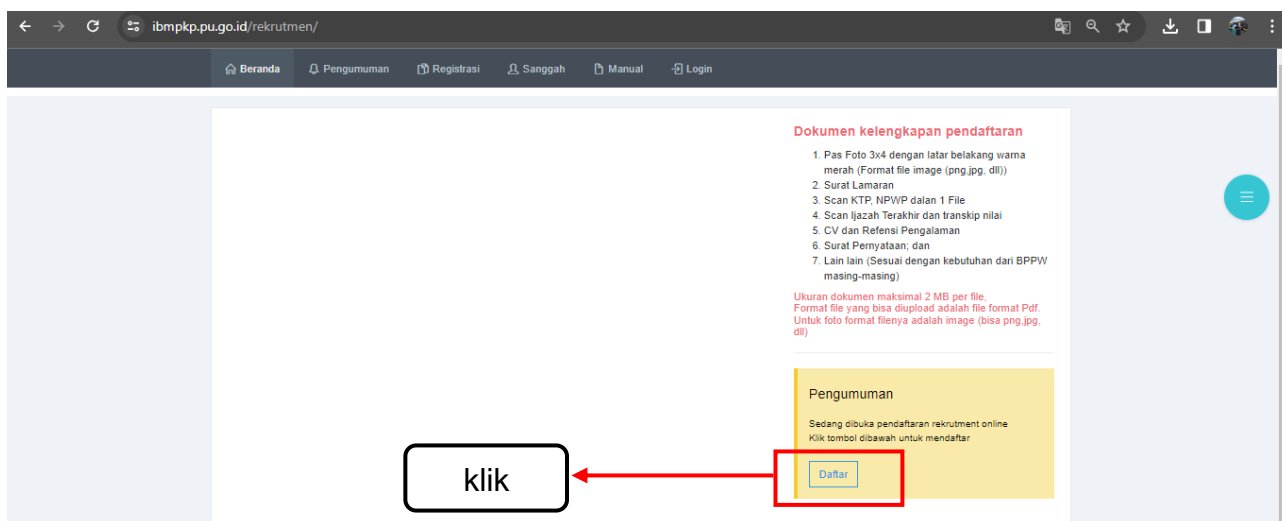 ibmpkp.pu.go.id/rekrutmen/
Beranda Pengumuman Registrasi Sanggah Manual Login
Dokumen kelengkapan pendaftaran
1. Pas Foto 3x4 dengan latar belakang warna
merah (Format file image (png,jpg, dll))
2. Surat Lamaran
3. Scan KTP, NPWP dalan 1 File
4. Scan Ijazah Terakhir dan transkip nilai
5. CV dan Refensi Pengalaman
6. Surat Pernyataan; dan
7. Lain lain (Sesuai dengan kebutuhan dari BPPW
masing-masing)
Ukuran dokumen maksimal 2 MB per file,
Format file yang bisa diupload adalah file format Pdf.
Untuk foto format filenya adalah image (bisa png,jpg,
dll)
Pengumuman
Sedang dibuka pendaftaran rekrutment online
Klik tombol dibawah untuk mendaftar
Daftar
klik